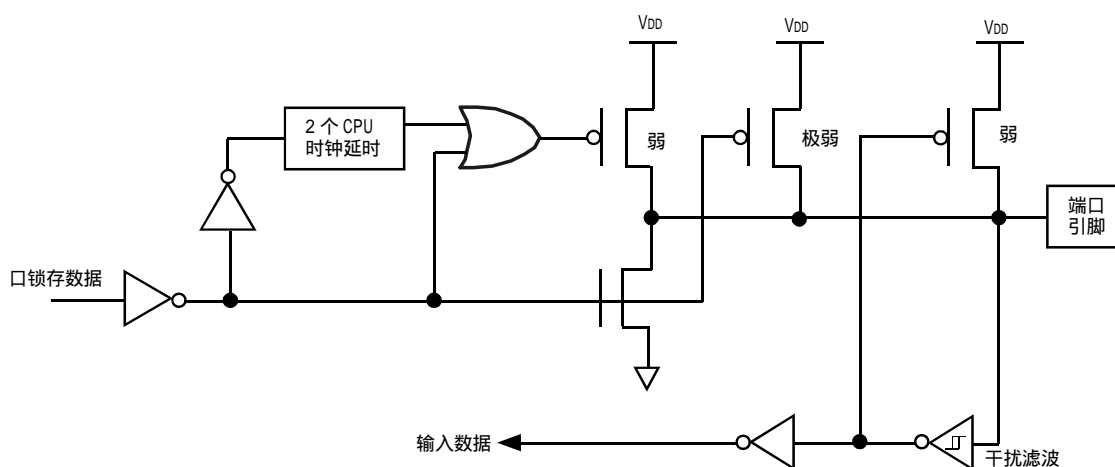 VDD
VDD
VDD
2 个 CPU
时钟延时
弱
极弱
弱
端口
引脚
口锁存数据
输入数据
干扰滤波